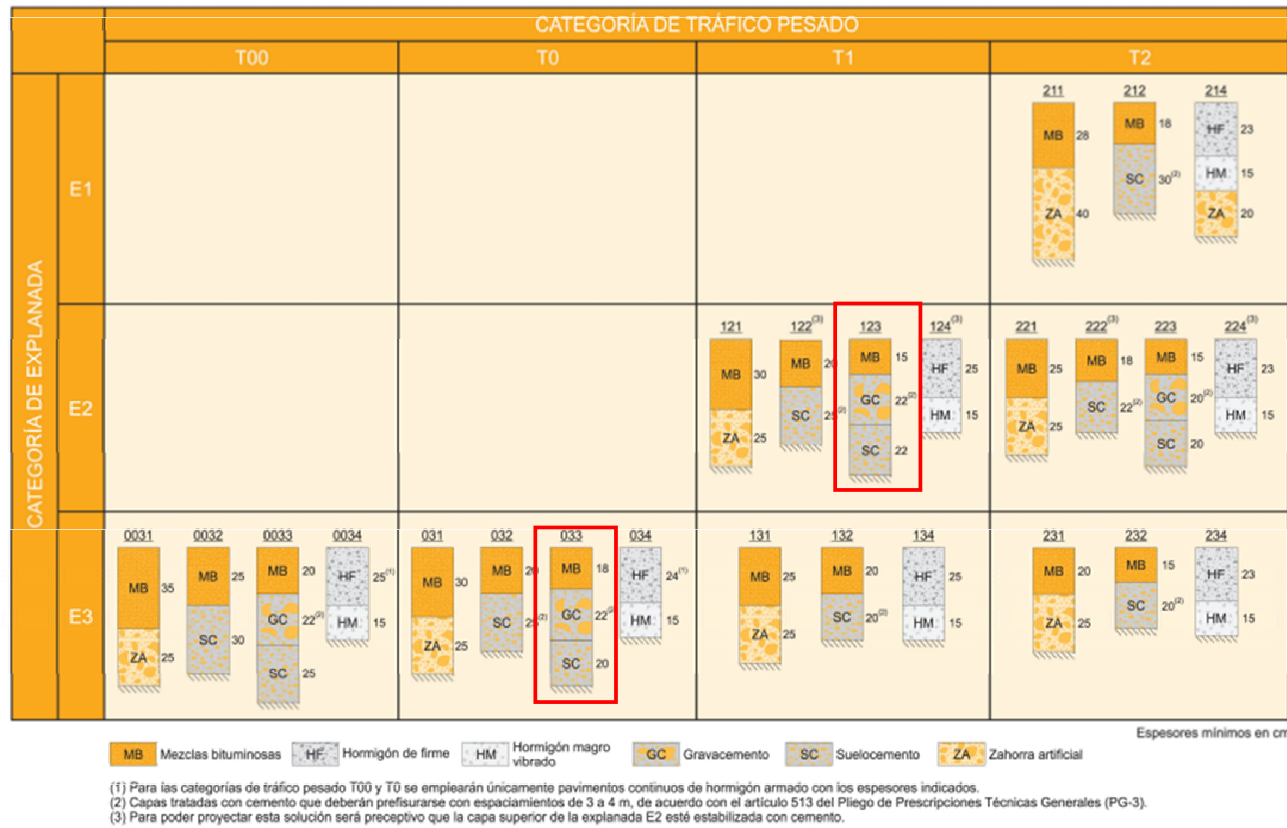 CATEGORÍA DE TRÁFICO PESADO
T00 T0 T1 T2
CATEGORÍA DE EXPLANADA
E1
211 212 214
MB 28 MB 18 HF 23
ZA 40 SC 30(2) HM 15
ZA 20
E2
121 122(3) 123 124(3) 221 222(3) 223 224(3)
MB 30 MB 20 MB 15 HF 25 MB 25 MB 18 MB 15 HF 23
ZA 25 SC 25(2) GC 22(2) HM 15 ZA 25 SC 22(2) GC 20(2) HM 15
SC 22 SC 20
E3
0031 0032 0033 0034 031 032 033 034 131 132 134 231 232 234
MB 35 MB 25 MB 20 HF 25(1) MB 30 MB 20 MB 18 HF 24(1) MB 25 MB 20 HF 25 MB 20 MB 15 HF 23
ZA 25 SC 30 GC 22(2) HM 15 ZA 25 SC 25(2) GC 22(2 HM 15 ZA 25 SC 20(2) HM 15 ZA 25 SC 20(2) HM 15
SC 25 SC 20
Espesores mínimos en cm
MB Mezclas bituminosas HF Hormigón de firme HM Hormigón magro vibrado GC Gravacemento SC Suelocemento ZA Zahorra artificial
(1) Para las categorías de tráfico pesado T00 y T0 se emplearán únicamente pavimentos continuos de hormigón armado con los espesores indicados.
(2) Capas tratadas con cemento que deberán prefisurarse con espaciamientos de 3 a 4 m, de acuerdo con el artículo 513 del Pliego de Prescripciones Técnicas Generales (PG-3).
(3) Para poder proyectar esta solución será preceptivo que la capa superior de la explanada E2 esté estabilizada con cemento.